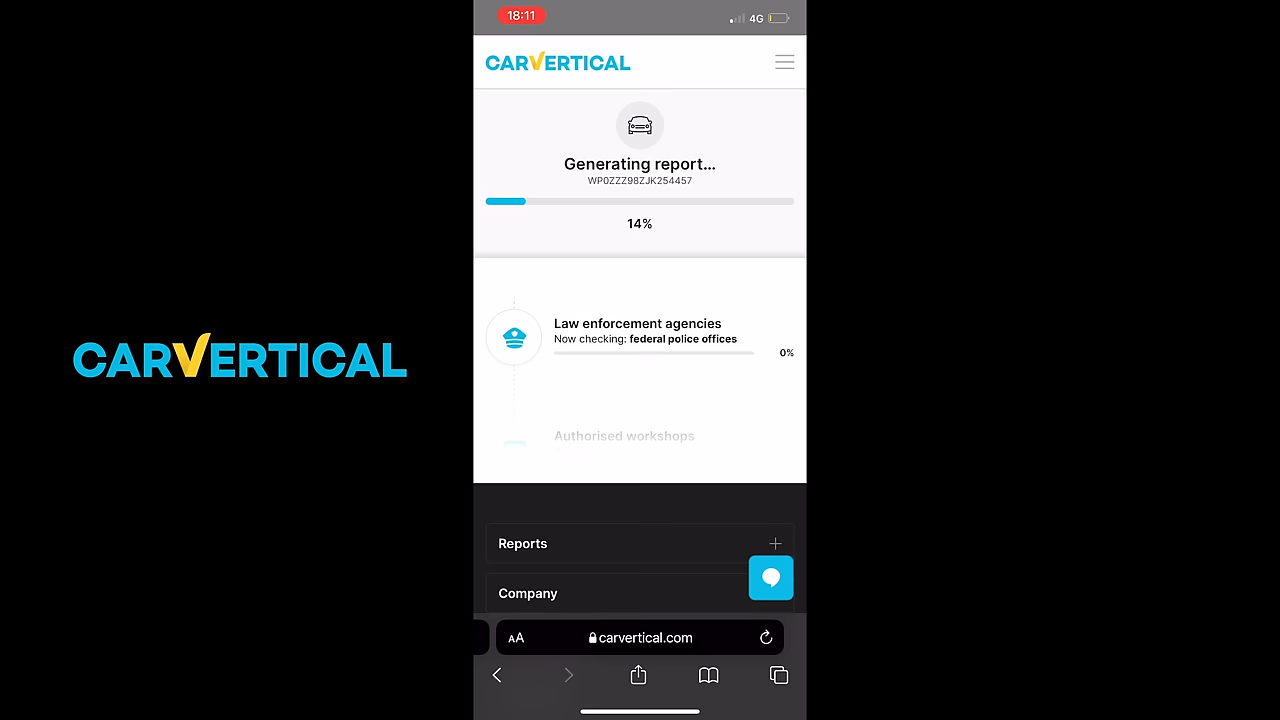 CARVERTICAL
18:11
4G
CARVERTICAL
Generating report...
WP0ZZZ98ZJK254457
14%
Law enforcement agencies
Now checking: federal police offices
0%
Authorised workshops
Reports
Company
AA
carvertical.com